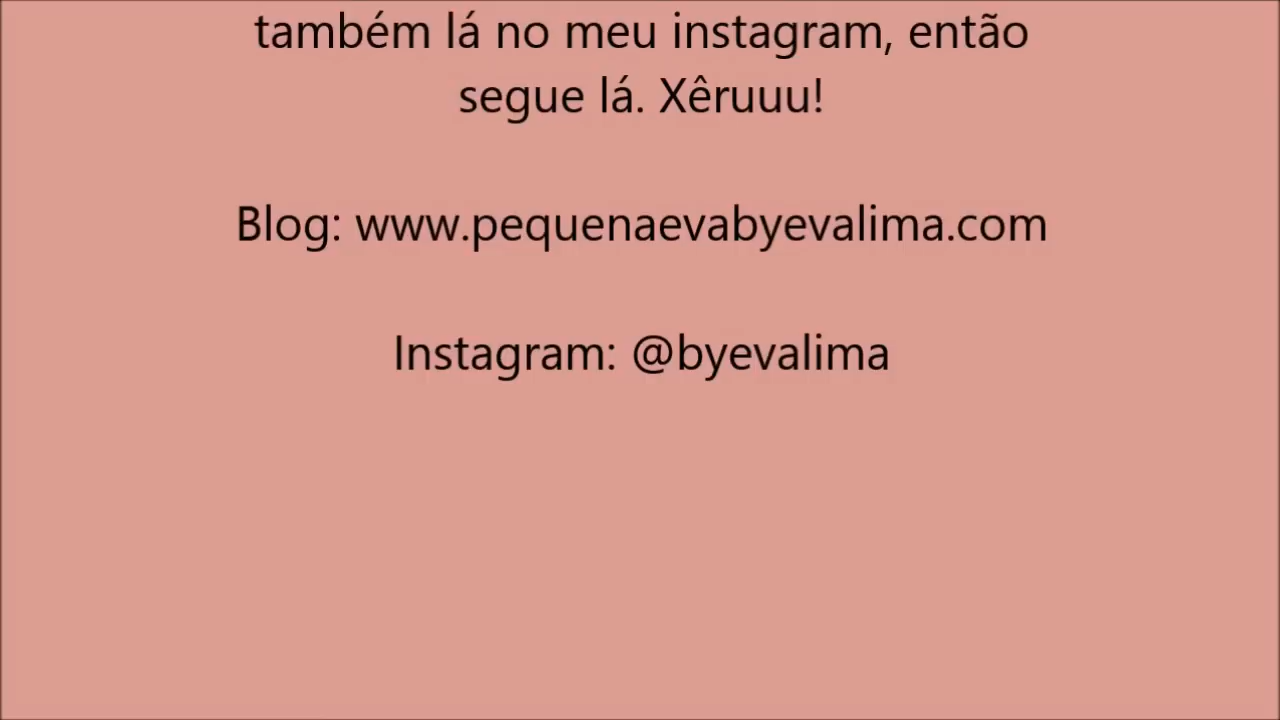 também lá no meu instagram, então
segue lá. Xêruuu!
Blog: www.pequenaevabyevalima.com
Instagram: @byevalima